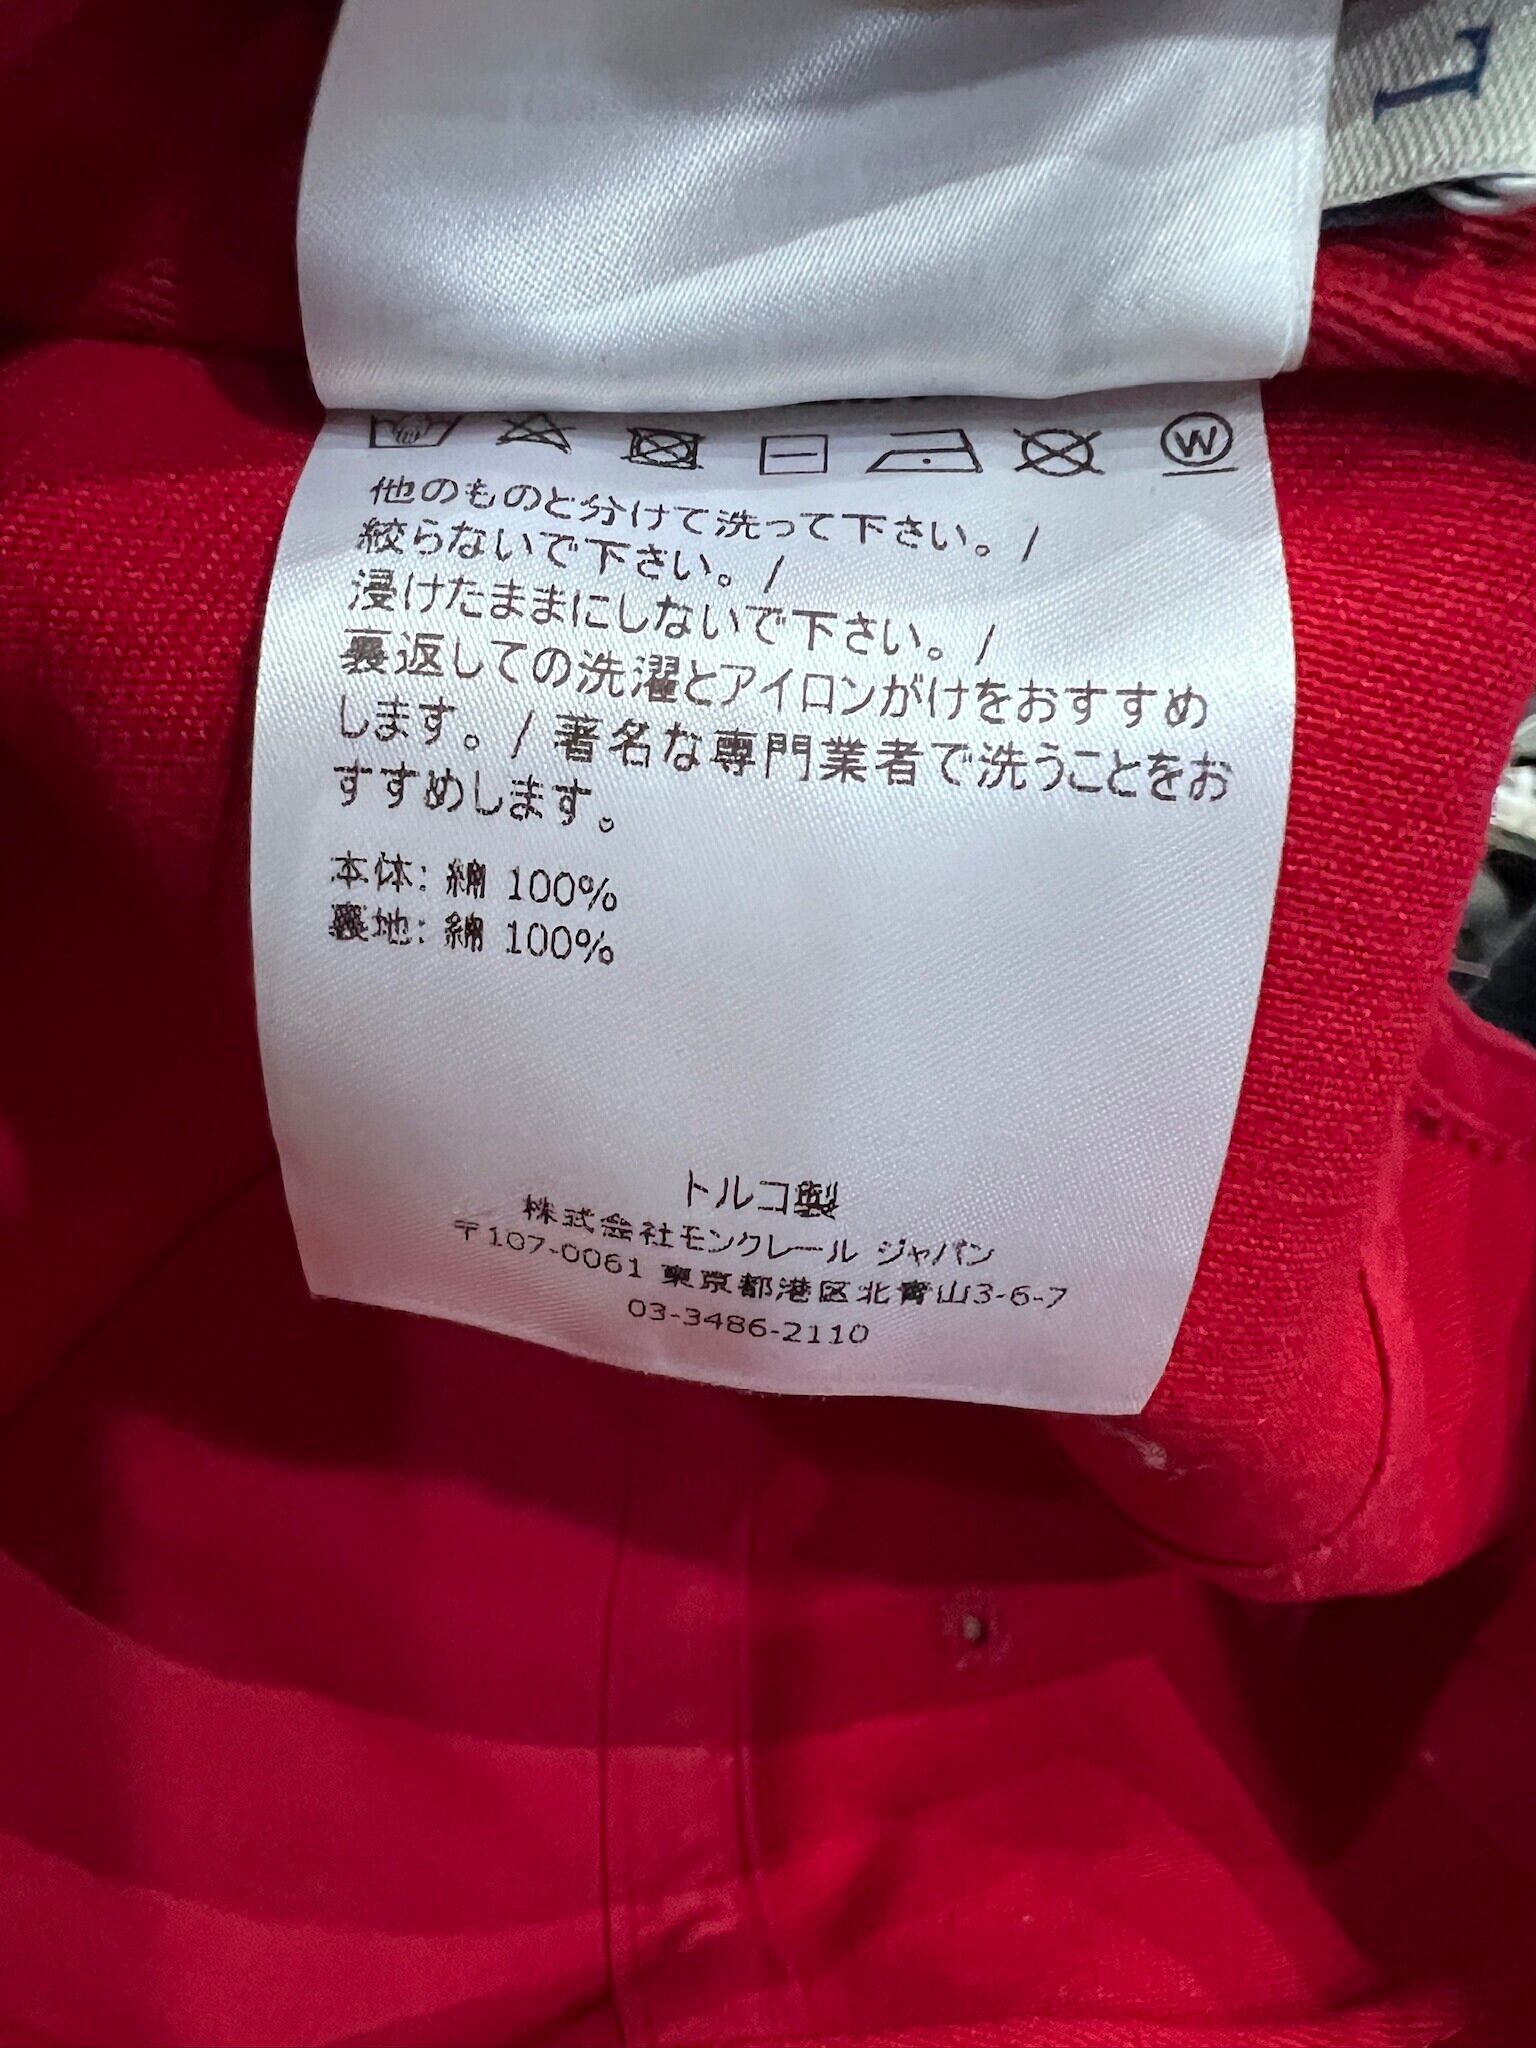 L
W
他のものと分けて洗って下さい。/
絞らないで下さい。/
浸けたままにしないで下さい。/
裏返しての洗濯とアイロンがけをおすすめ
します。/ 著名な専門業者で洗うことをお
すすめします。
本体: 綿 100%
裏地: 綿 100%
トルコ製
株式会社モンクレール ジャパン
〒107-0061 東京都港区北青山3-6-7
03-3486-2110